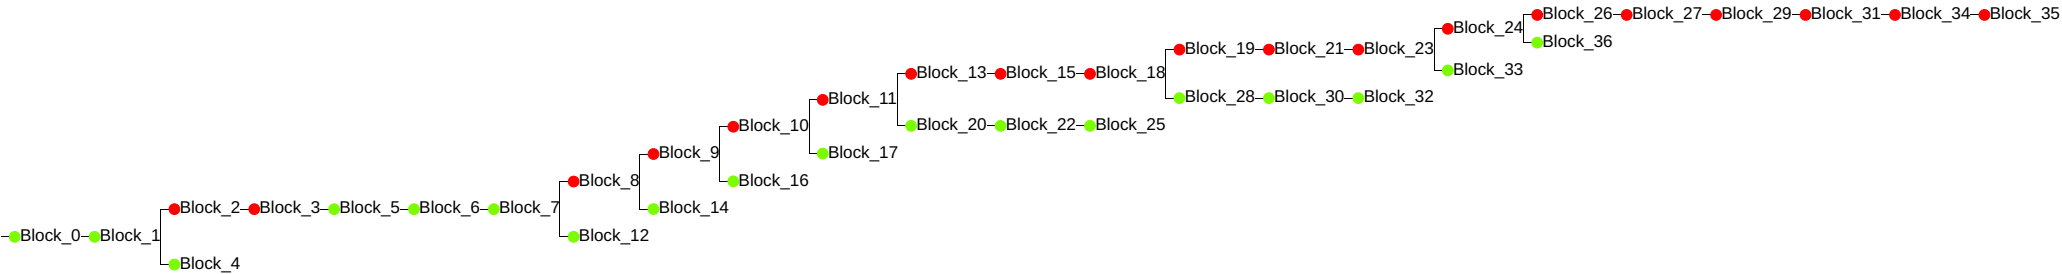 Block_26 Block_27 Block_29 Block_31 Block_34 Block_35
Block_24
Block_36
Block_19 Block_21 Block_23
Block_33
Block_13 Block_15 Block_18
Block_28 Block_30 Block_32
Block_11
Block_20 Block_22 Block_25
Block_10
Block_17
Block_9
Block_16
Block_8
Block_14
Block_2 Block_3 Block_5 Block_6 Block_7
Block_12
Block_0 Block_1
Block_4